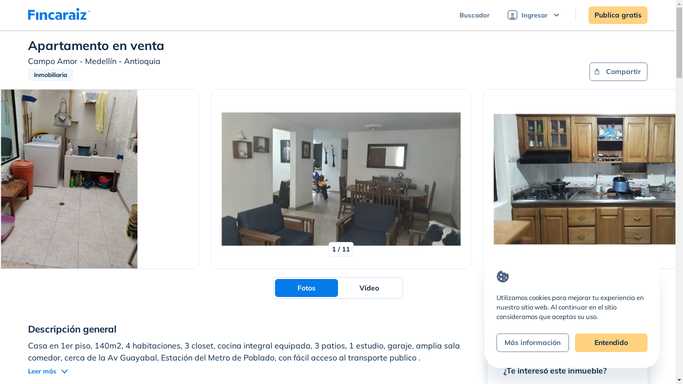 Fincaraiz
Buscador
Ingresar
Publica gratis
Apartamento en venta
Campo Amor - Medellín - Antioquia
Inmobiliaria
Compartir
1 / 11
Fotos
Video
Utilizamos cookies para mejorar tu experiencia en
nuestro sitio web. Al continuar en el sitio
consideramos que aceptas su uso.
Más información
Entendido
Descripción general
Casa en 1er piso, 140m2, 4 habitaciones, 3 closet, cocina integral equipada, 3 patios, 1 estudio, garaje, amplia sala
comedor, cerca de la Av Guayabal, Estación del Metro de Poblado, con fácil acceso al transporte publico .
Leer más
¿Te interesó este inmueble?